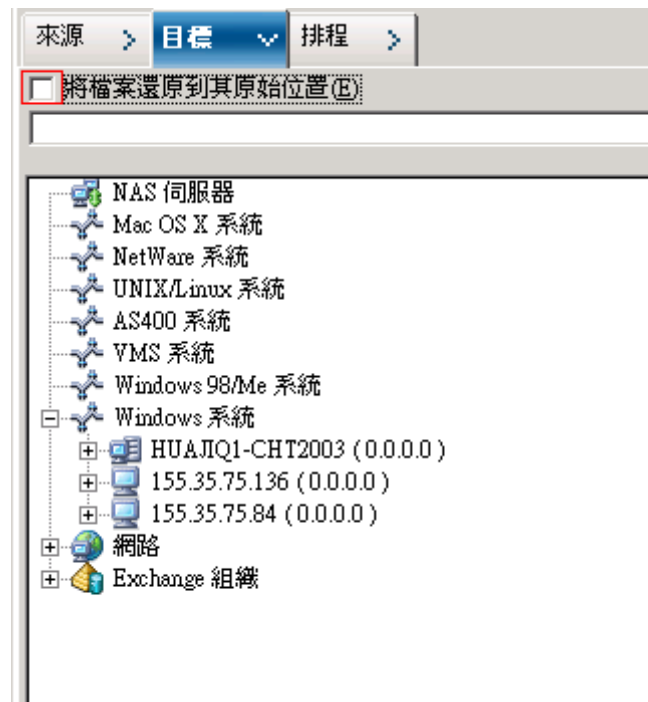 來源
目標
排程
將檔案還原到其原始位置(E)
NAS 伺服器
Mac OS X 系統
NetWare 系統
UNIX/Linux 系統
AS400 系統
VMS 系統
Windows 98/Me 系統
Windows 系統
HUAJIQ1-CHT2003 ( 0.0.0.0 )
155.35.75.136 ( 0.0.0.0 )
155.35.75.84 ( 0.0.0.0 )
網路
Exchange 組織